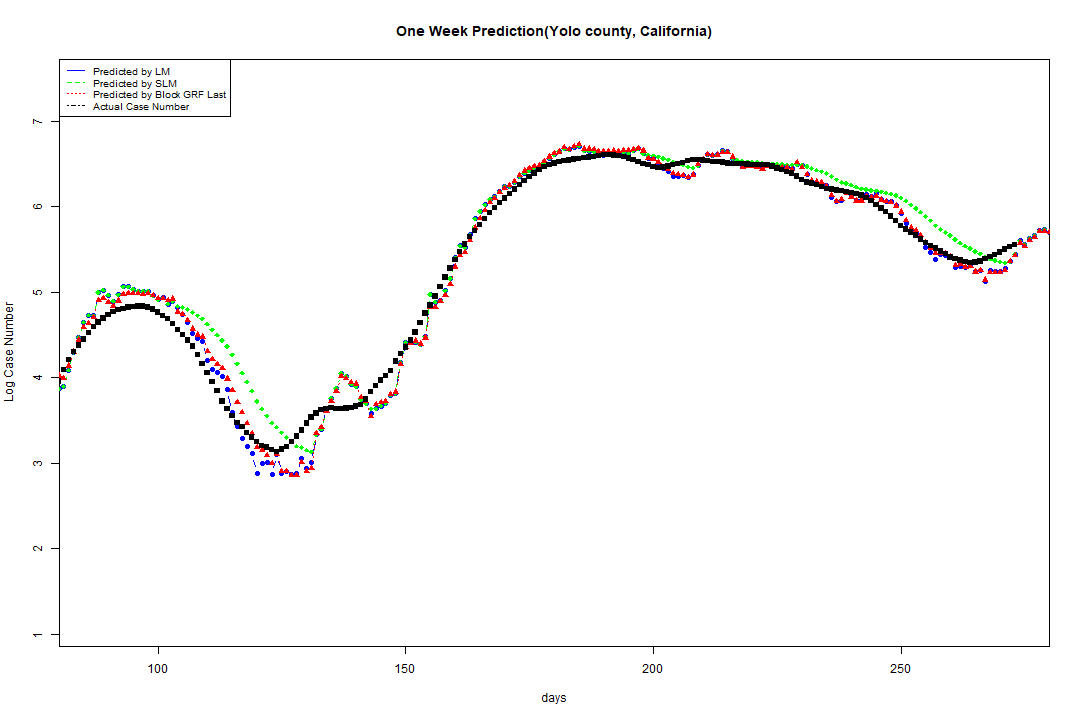 One Week Prediction(Yolo county, California)
Predicted by LM
Predicted by SLM
Predicted by Block GRF Last
Actual Case Number
7
6
5
4
3
2
1
Log Case Number
100 150 200 250
days